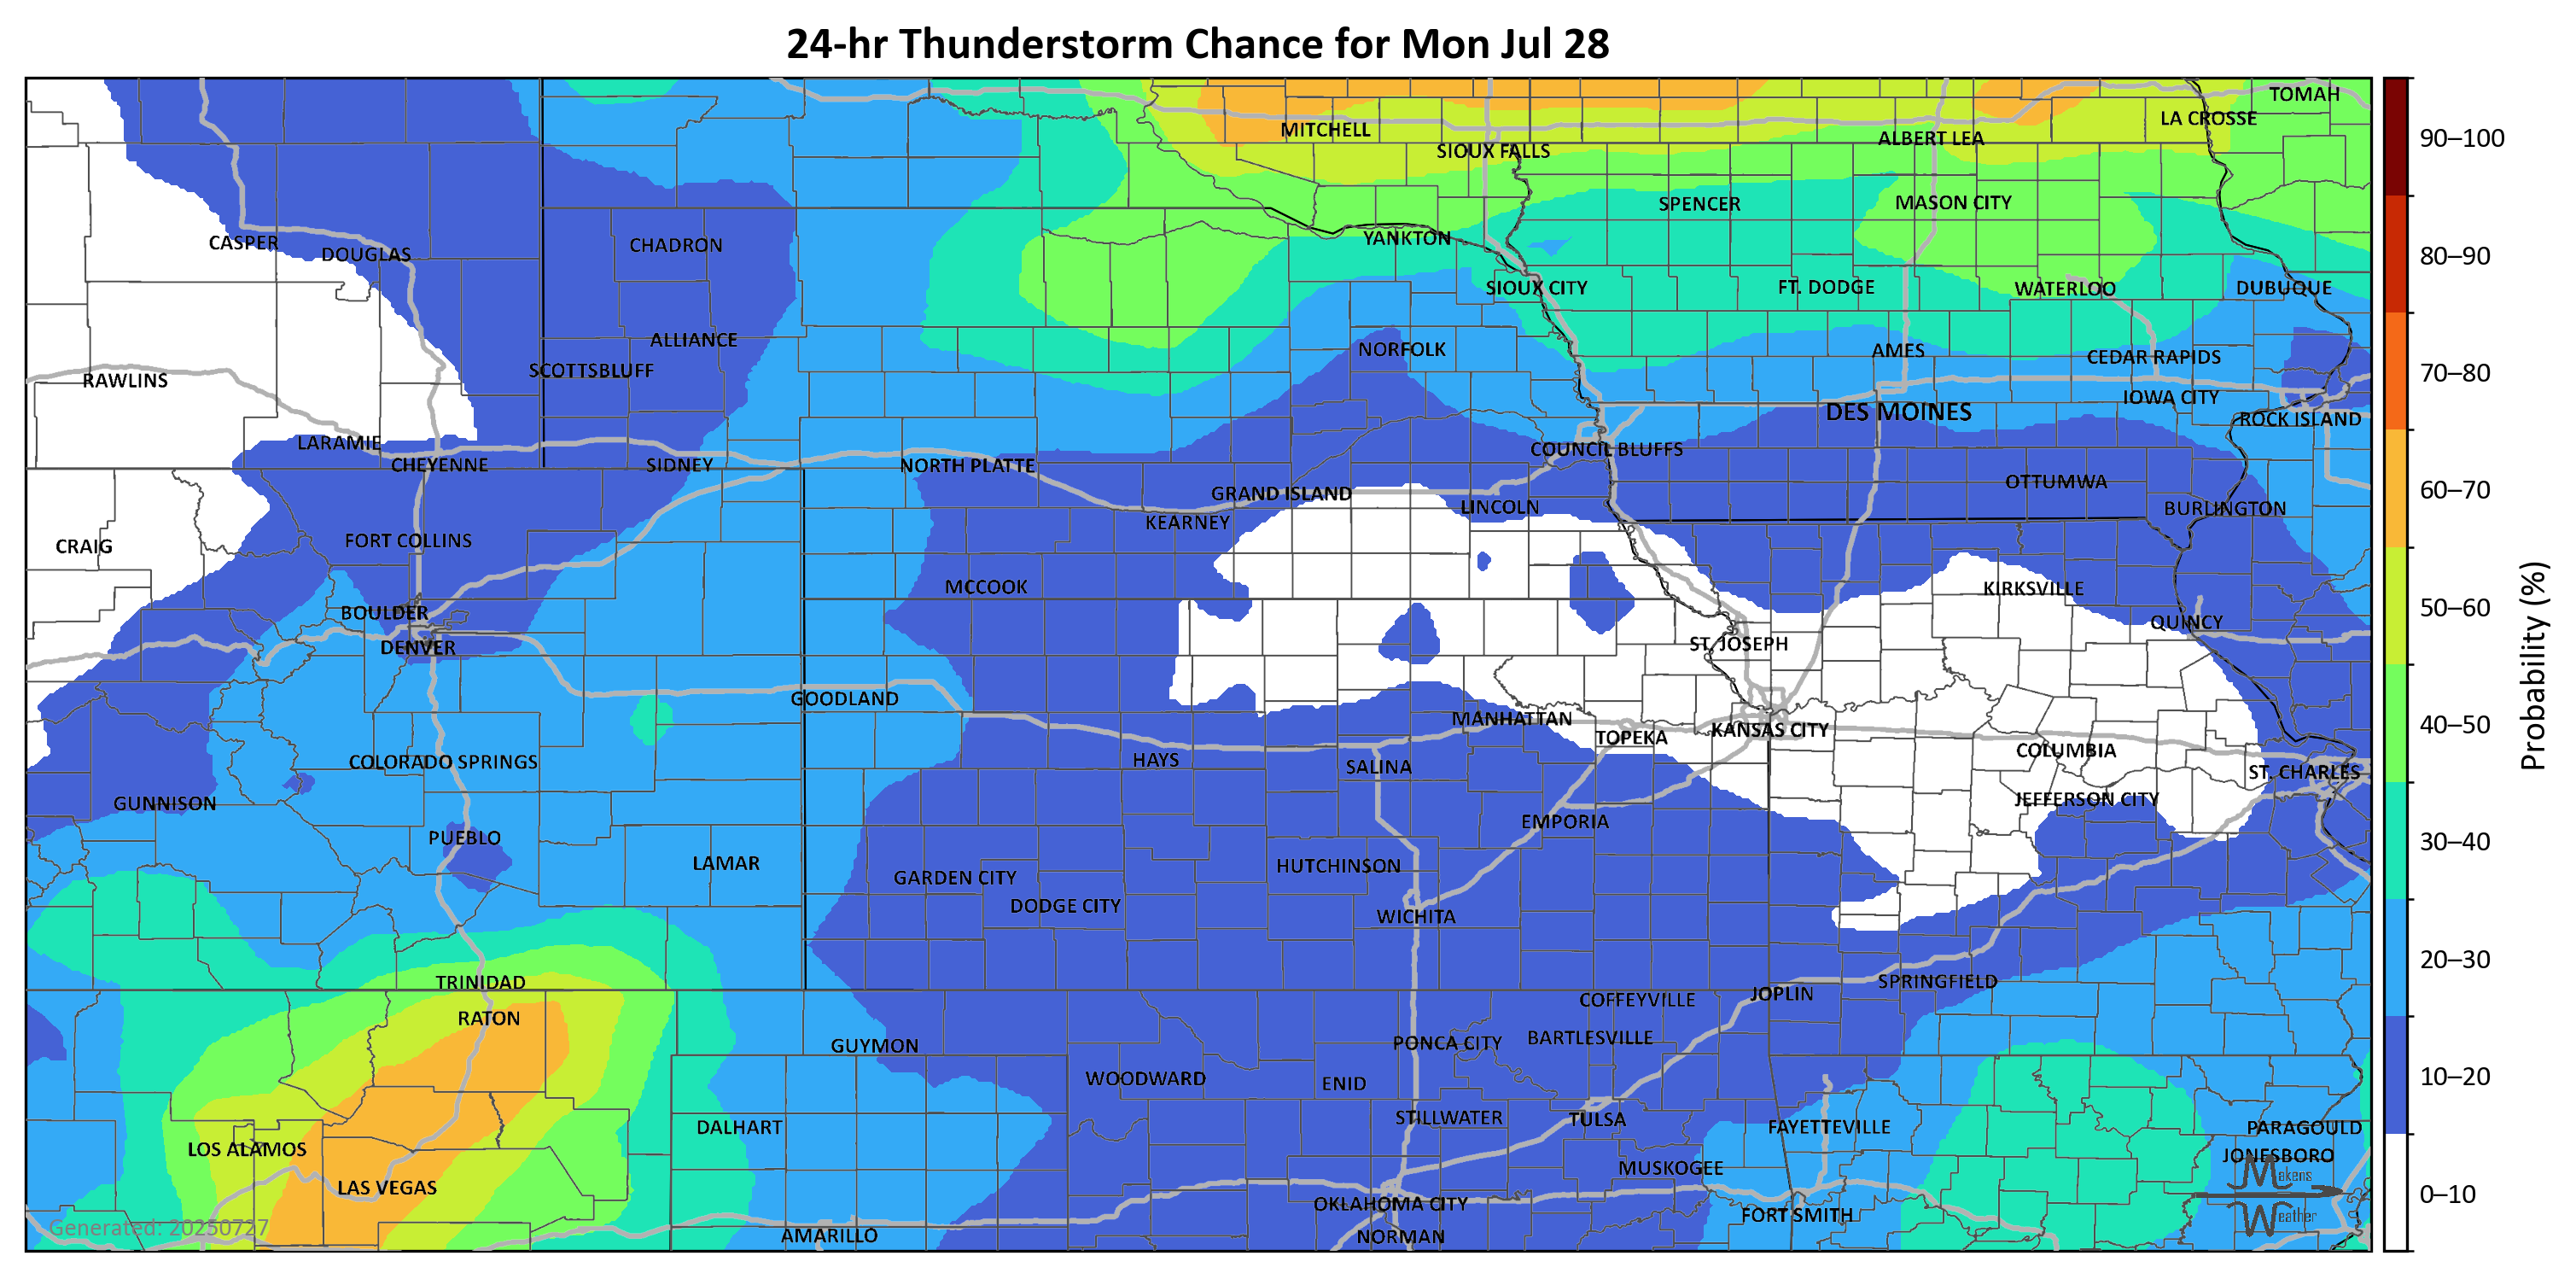 24-hr Thunderstorm Chance for Mon Jul 28
TOMAH
LA CROSSE
MITCHELL
ALBERT LEA
SIOUX FALLS
SPENCER
MASON CITY
YANKTON
CASPER
DOUGLAS
CHADRON
SIOUX CITY
FT. DODGE
WATERLOO
DUBUQUE
ALLIANCE
NORFOLK
AMES
CEDAR RAPIDS
SCOTTSBLUFF
RAWLINS
IOWA CITY
DES MOINES
ROCK ISLAND
LARAMIE
COUNCIL BLUFFS
CHEYENNE
SIDNEY
NORTH PLATTE
OTTUMWA
GRAND ISLAND
LINCOLN
BURLINGTON
KEARNEY
FORT COLLINS
CRAIG
MCCOOK
KIRKSVILLE
BOULDER
QUINCY
DENVER
ST. JOSEPH
GOODLAND
MANHATTAN
KANSAS CITY
TOPEKA
COLUMBIA
HAYS
COLORADO SPRINGS
SALINA
ST. CHARLES
JEFFERSON CITY
GUNNISON
EMPORIA
PUEBLO
LAMAR
HUTCHINSON
GARDEN CITY
DODGE CITY
WICHITA
TRINIDAD
SPRINGFIELD
JOPLIN
COFFEYVILLE
RATON
BARTLESVILLE
PONCA CITY
GUYMON
WOODWARD
ENID
STILLWATER
TULSA
DALHART
FAYETTEVILLE
PARAGOULD
LOS ALAMOS
JONESBORO
MUSKOGEE
Makens
LAS VEGAS
OKLAHOMA CITY
FORT SMITH
Weather
Generated: 20250727
AMARILLO
NORMAN
90–100
80–90
70–80
60–70
50–60
40–50
30–40
20–30
10–20
0–10
Probability (%)